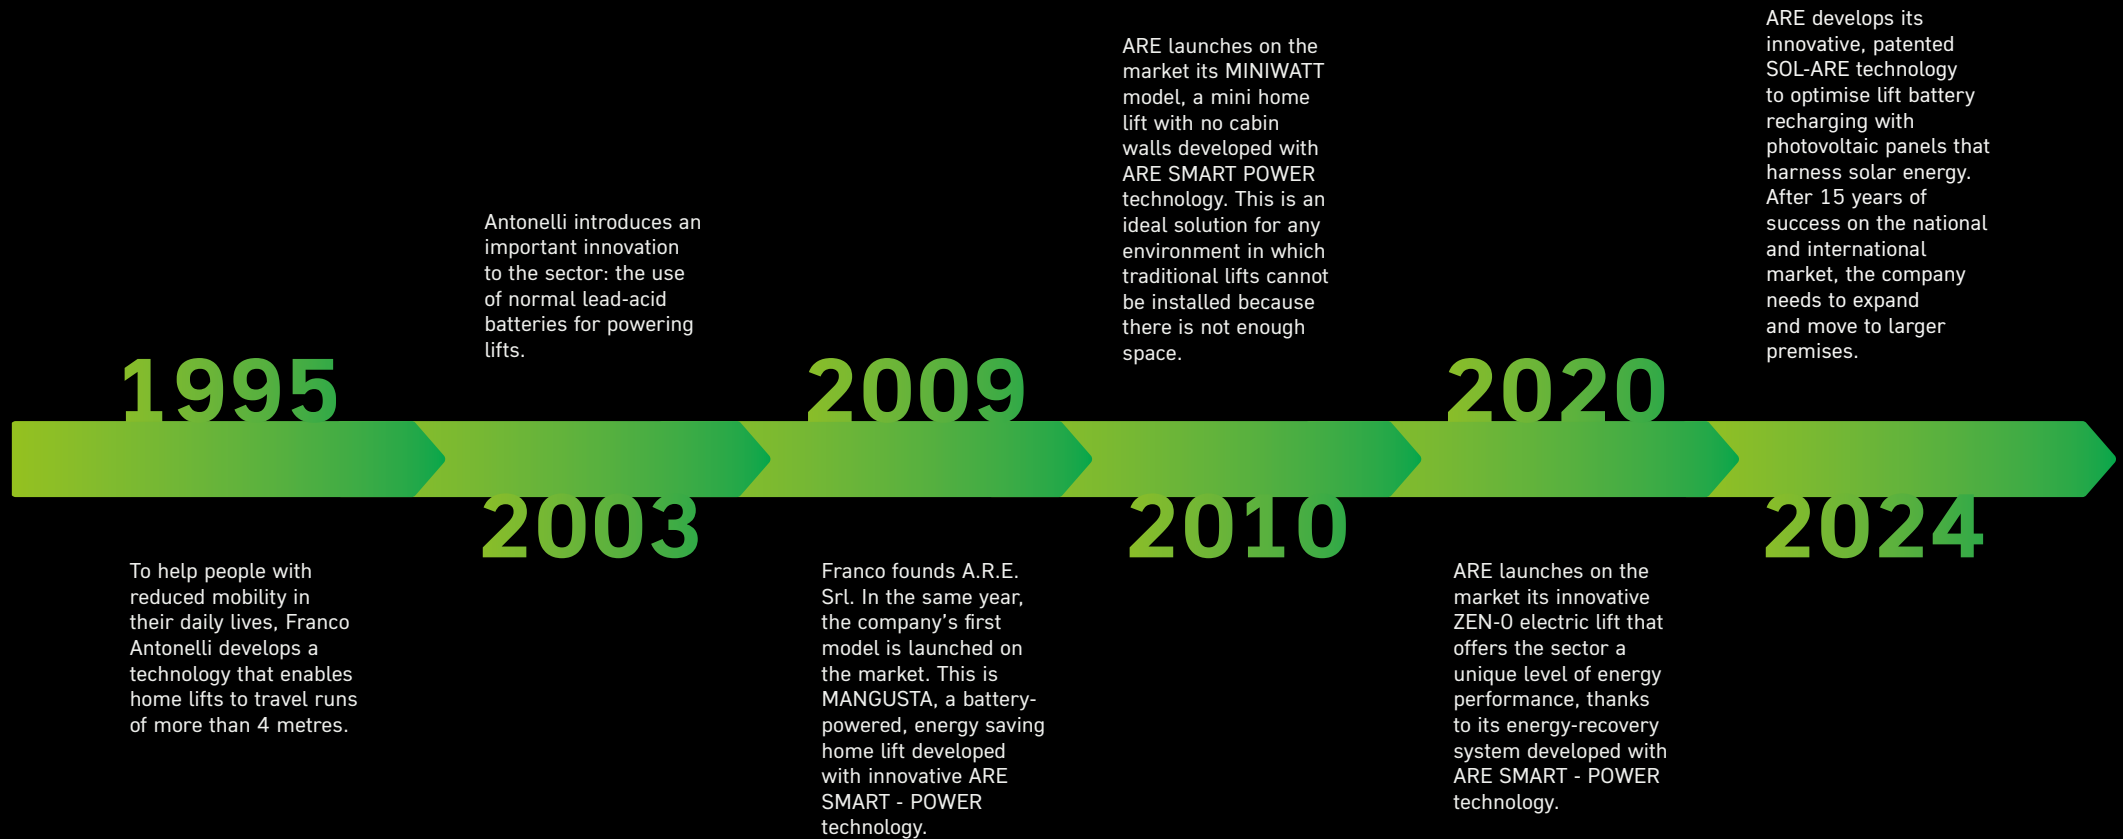 1995
To help people with
reduced mobility in
their daily lives, Franco
Antonelli develops a
technology that enables
home lifts to travel runs
of more than 4 metres.
Antonelli introduces an
important innovation
to the sector: the use
of normal lead-acid
batteries for powering
lifts.
2003
2009
Franco founds A.R.E.
Srl. In the same year,
the company’s first
model is launched on
the market. This is
MANGUSTA, a battery-
powered, energy saving
home lift developed
with innovative ARE
SMART - POWER
technology.
ARE launches on the
market its MINIWATT
model, a mini home
lift with no cabin
walls developed with
ARE SMART POWER
technology. This is an
ideal solution for any
environment in which
traditional lifts cannot
be installed because
there is not enough
space.
2010
2020
ARE launches on the
market its innovative
ZEN-0 electric lift that
offers the sector a
unique level of energy
performance, thanks
to its energy-recovery
system developed with
ARE SMART - POWER
technology.
ARE develops its
innovative, patented
SOL-ARE technology
to optimise lift battery
recharging with
photovoltaic panels that
harness solar energy.
After 15 years of
success on the national
and international
market, the company
needs to expand
and move to larger
premises.
2024